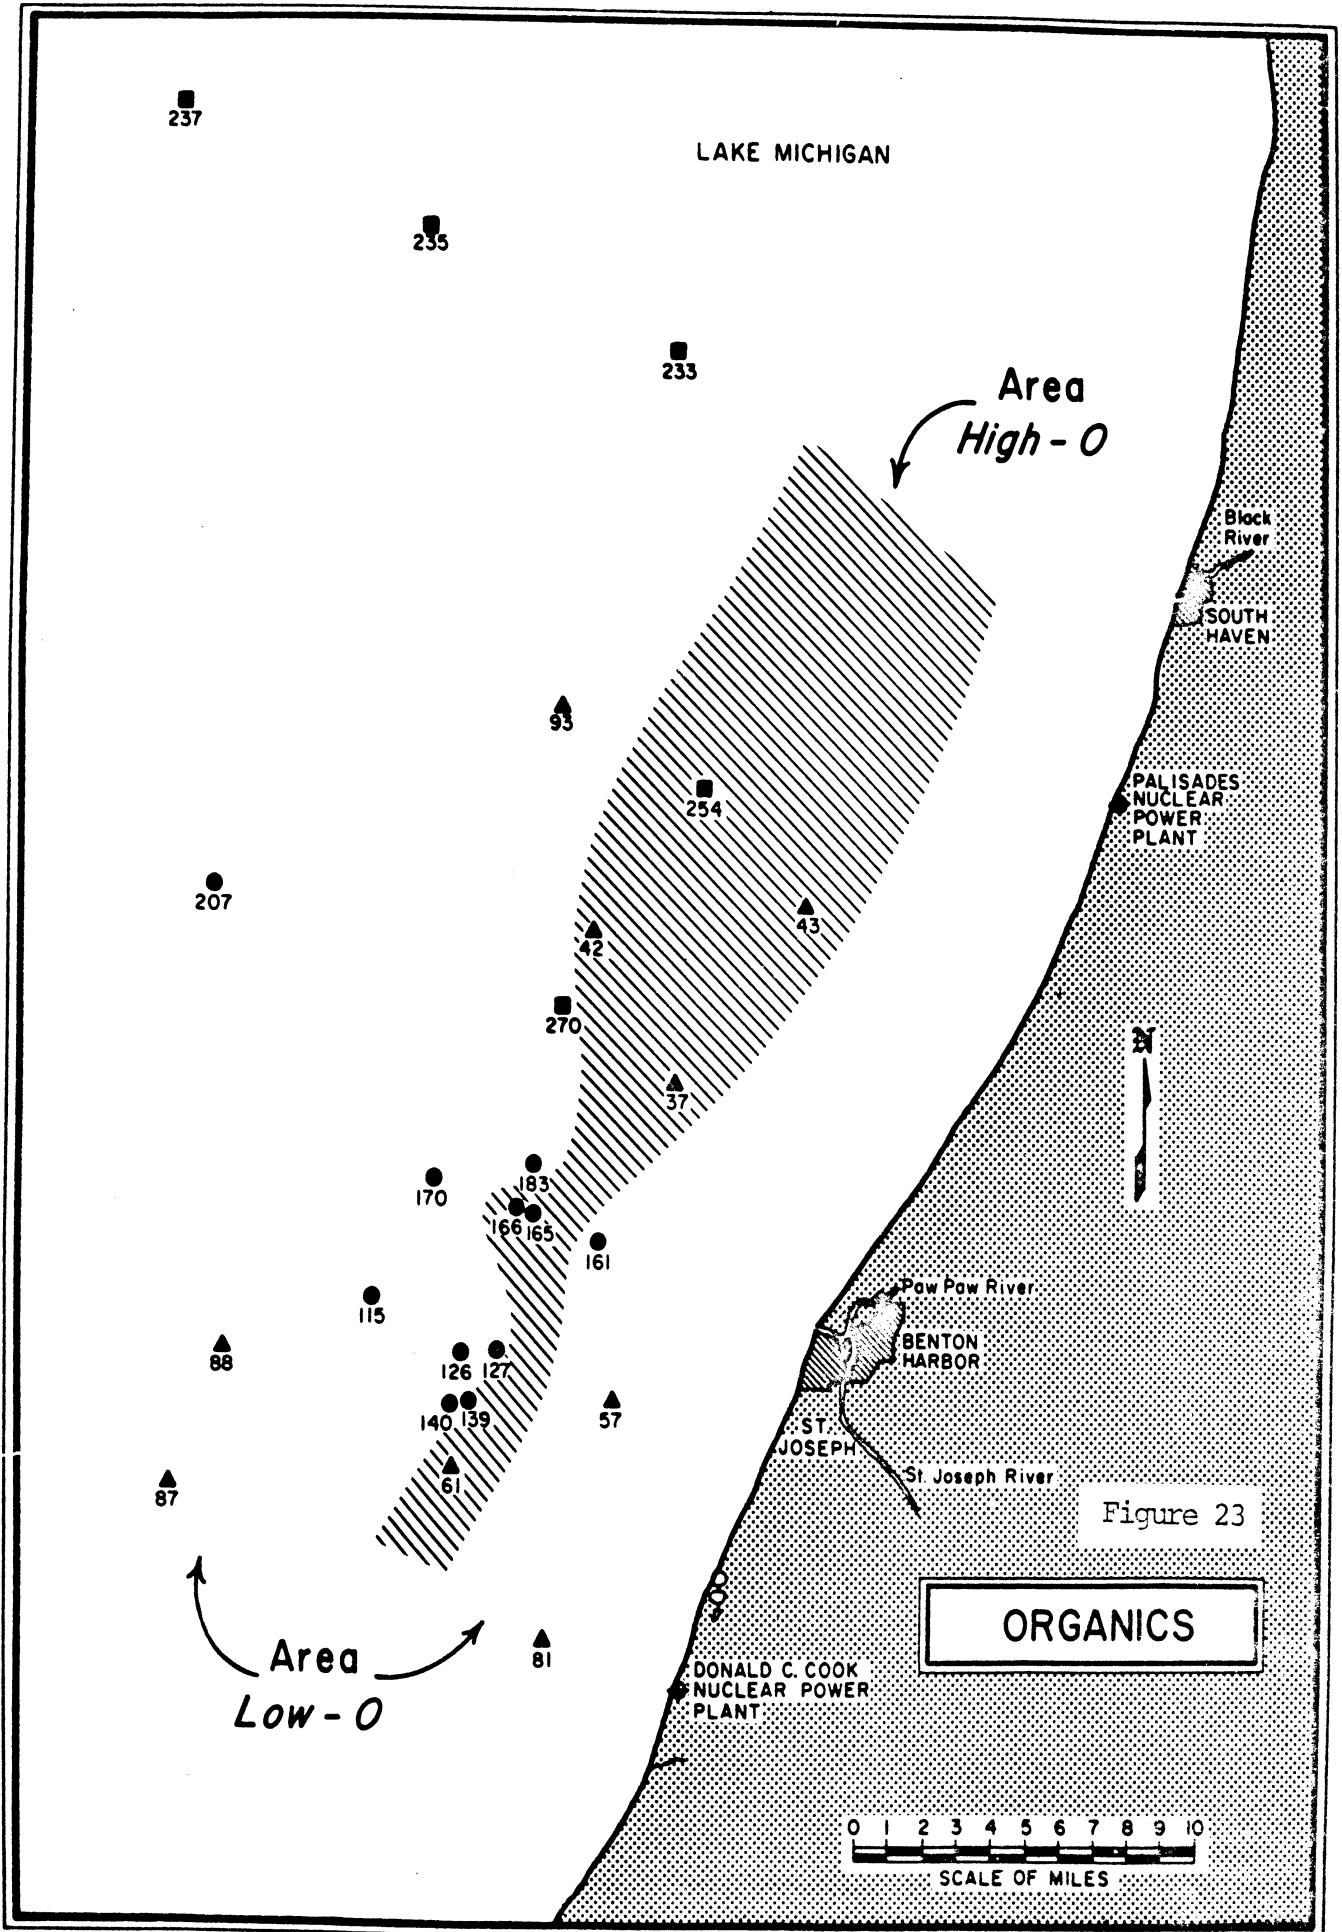 237
LAKE MICHIGAN
235
233
Area
High - O
Black
River
SOUTH
HAVEN
93
PALISADES
NUCLEAR
POWER
PLANT
254
207
43
42
270
N
37
183
170
166
165
161
Paw Paw River
115
BENTON
HARBOR
88
126
127
140
139
57
ST.
JOSEPH
61
St. Joseph River
87
Figure 23
ORGANICS
Area
Low - O
81
DONALD C. COOK
NUCLEAR POWER
PLANT
0 1 2 3 4 5 6 7 8 9 10
SCALE OF MILES